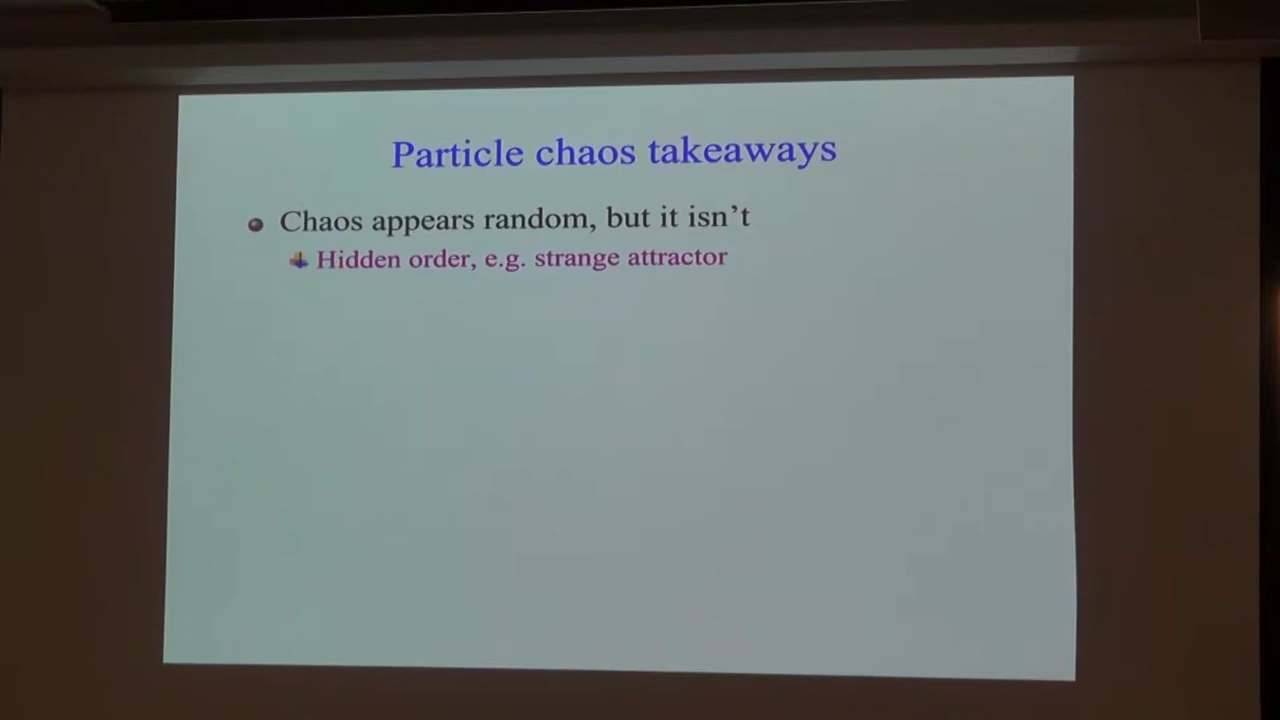 Particle chaos takeaways
Chaos appears random, but it isn’t
Hidden order, e.g. strange attractor